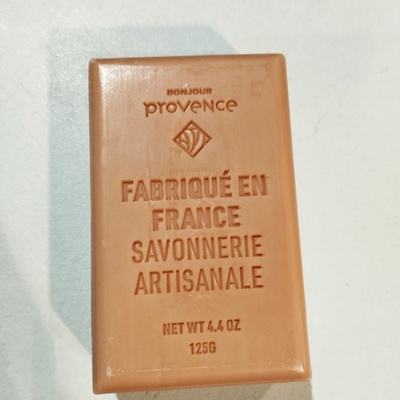 BONJOUR
provence
FABRIQUÉ EN
FRANCE
SAVONNERIE
ARTISANALE
NET WT 4.4 OZ
125G